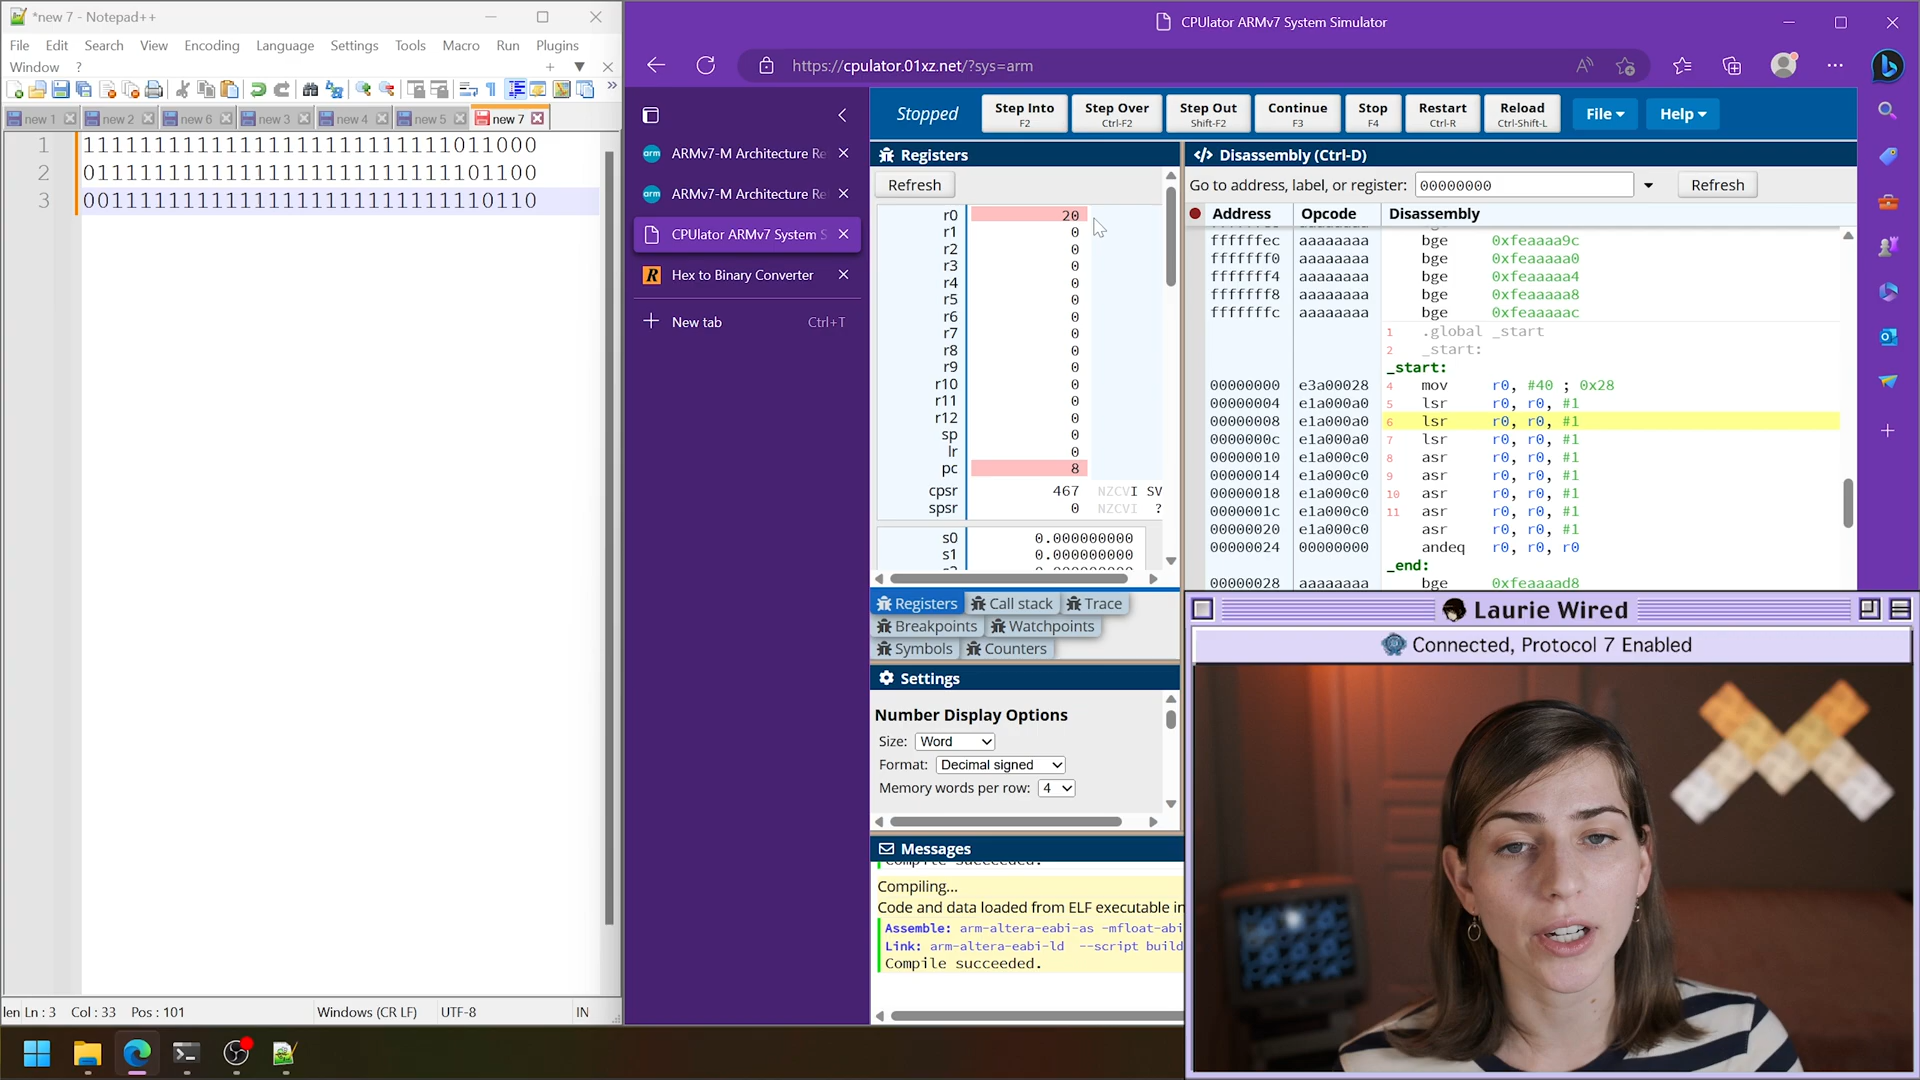 *new 7 - Notepad++
File Edit Search View Encoding Language Settings Tools Macro Run Plugins
Window ?
new 1 new 2 new 6 new 3 new 4 new 5 new 7
1 11111111111111111111111111011000
2 01111111111111111111111111101100
3 00111111111111111111111111110110
len Ln : 3 Col : 33 Pos : 101 Windows (CR LF) UTF-8 IN
CPUlator ARMv7 System Simulator
https://cpulator.01xz.net/?sys=arm
arm ARMv7-M Architecture Re
arm ARMv7-M Architecture Re
CPUlator ARMv7 System S
R Hex to Binary Converter
New tab Ctrl+T
Stopped
Step Into F2
Step Over Ctrl-F2
Step Out Shift-F2
Continue F3
Stop F4
Restart Ctrl-R
Reload Ctrl-Shift-L
File
Help
Registers
Refresh
r0 20
r1 0
r2 0
r3 0
r4 0
r5 0
r6 0
r7 0
r8 0
r9 0
r10 0
r11 0
r12 0
sp 0
lr 0
pc 8
cpsr 467 NZCVI SV
spsr 0 NZCVI ?
s0 0.000000000
s1 0.000000000
Registers Call stack Trace
Breakpoints Watchpoints
Symbols Counters
Settings
Number Display Options
Size: Word
Format: Decimal signed
Memory words per row: 4
Messages
Compile succeeded.
Compiling...
Code and data loaded from ELF executable in
Assemble: arm-altera-eabi-as -mfloat-abi
Link: arm-altera-eabi-ld --script build
Compile succeeded.
Disassembly (Ctrl-D)
Go to address, label, or register: 00000000 Refresh
Address Opcode Disassembly
ffffffec aaaaaaaa bge 0xfeaaaa9c
fffffff0 aaaaaaaa bge 0xfeaaaaa0
fffffff4 aaaaaaaa bge 0xfeaaaaa4
fffffff8 aaaaaaaa bge 0xfeaaaaa8
fffffffc aaaaaaaa bge 0xfeaaaaac
1 .global _start
2 _start:
_start:
00000000 e3a00028 4 mov r0, #40 ; 0x28
00000004 e1a000a0 5 lsr r0, r0, #1
00000008 e1a000a0 6 lsr r0, r0, #1
0000000c e1a000a0 7 lsr r0, r0, #1
00000010 e1a000c0 8 asr r0, r0, #1
00000014 e1a000c0 9 asr r0, r0, #1
00000018 e1a000c0 10 asr r0, r0, #1
0000001c e1a000c0 11 asr r0, r0, #1
00000020 e1a000c0 asr r0, r0, #1
00000024 00000000 andeq r0, r0, r0
_end:
00000028 aaaaaaaa bge 0xfeaaaad8
Laurie Wired
Connected, Protocol 7 Enabled